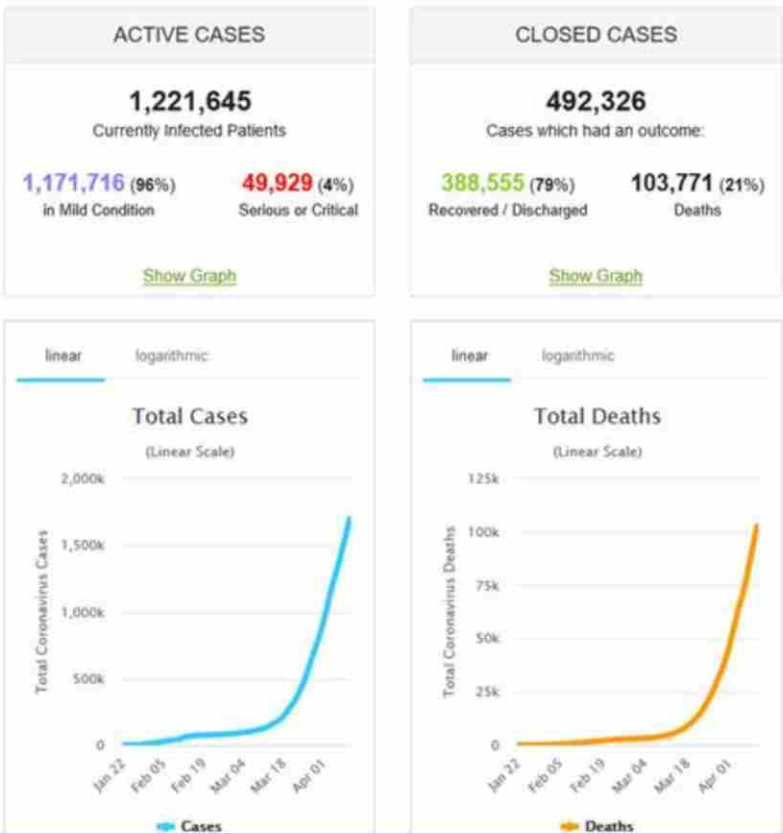 ACTIVE CASES
1,221,645
Currently Infected Patients
1,171,716 (96%)
in Mild Condition
49,929 (4%)
Serious or Critical
Show Graph
CLOSED CASES
492,326
Cases which had an outcome:
388,555 (79%)
Recovered / Discharged
103,771 (21%)
Deaths
Show Graph
linear logarithmic
Total Cases
(Linear Scale)
Total Coronavirus Cases
2,000k
1,500k
1,000k
500k
0
Jan 22
Feb 05
Feb 19
Mar 04
Mar 18
Apr 01
Cases
linear logarithmic
Total Deaths
(Linear Scale)
Total Coronavirus Deaths
125k
100k
75k
50k
25k
0
Jan 22
Feb 05
Feb 19
Mar 04
Mar 18
Apr 01
Deaths